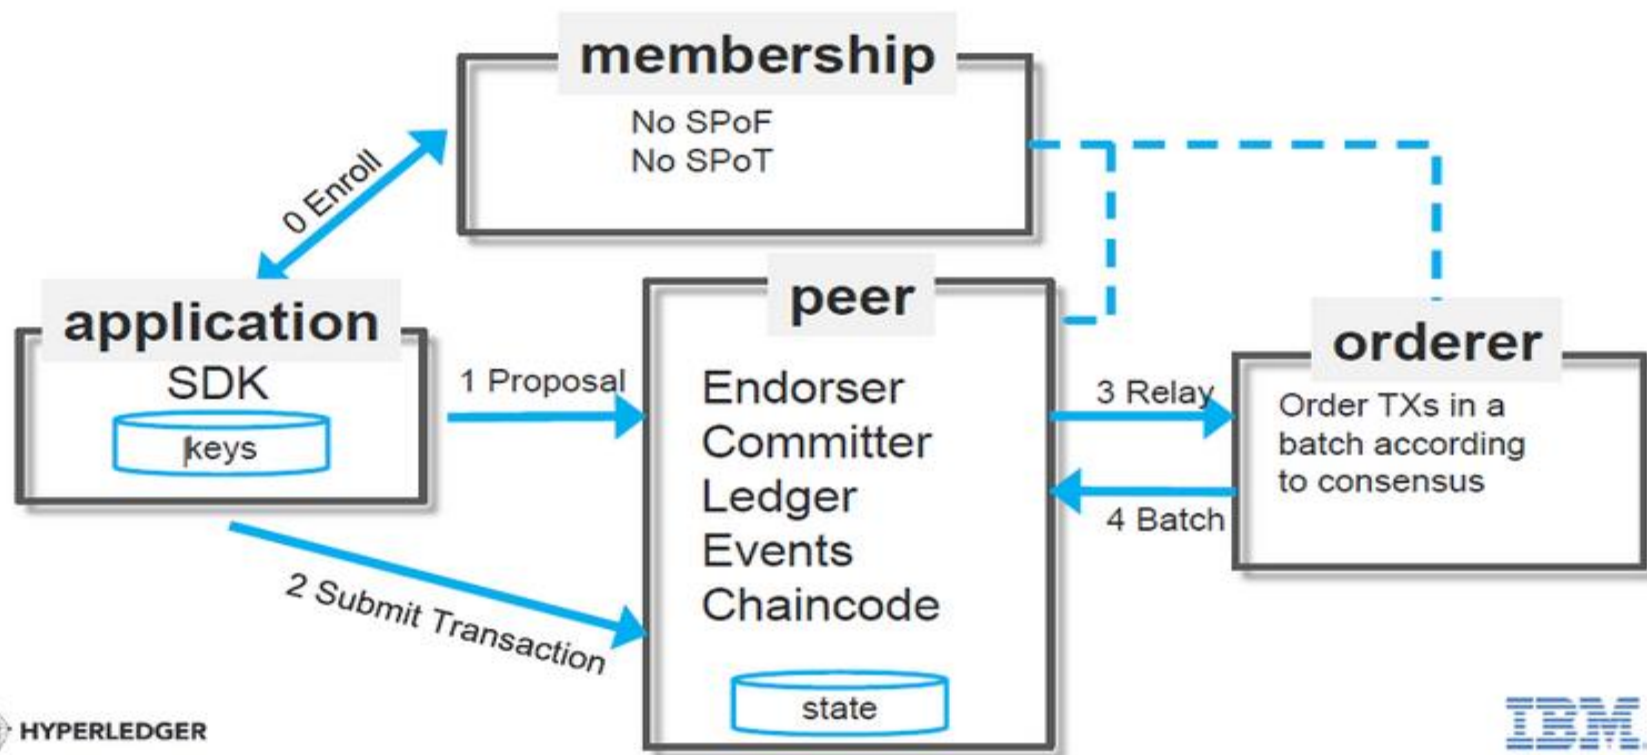 membership
No SPoF
No SPoT
0 Enroll
application
SDK
keys
1 Proposal
2 Submit Transaction
peer
Endorser
Committer
Ledger
Events
Chaincode
state
3 Relay
4 Batch
orderer
Order TXs in a
batch according
to consensus
HYPERLEDGER
IBM